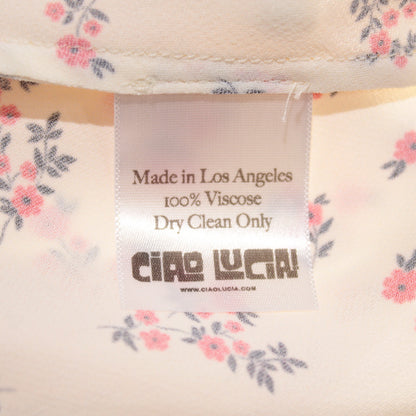 Made in Los Angeles
100% Viscose
Dry Clean Only
CIAO LUCIA!
WWW.CIAOLUCIA.COM